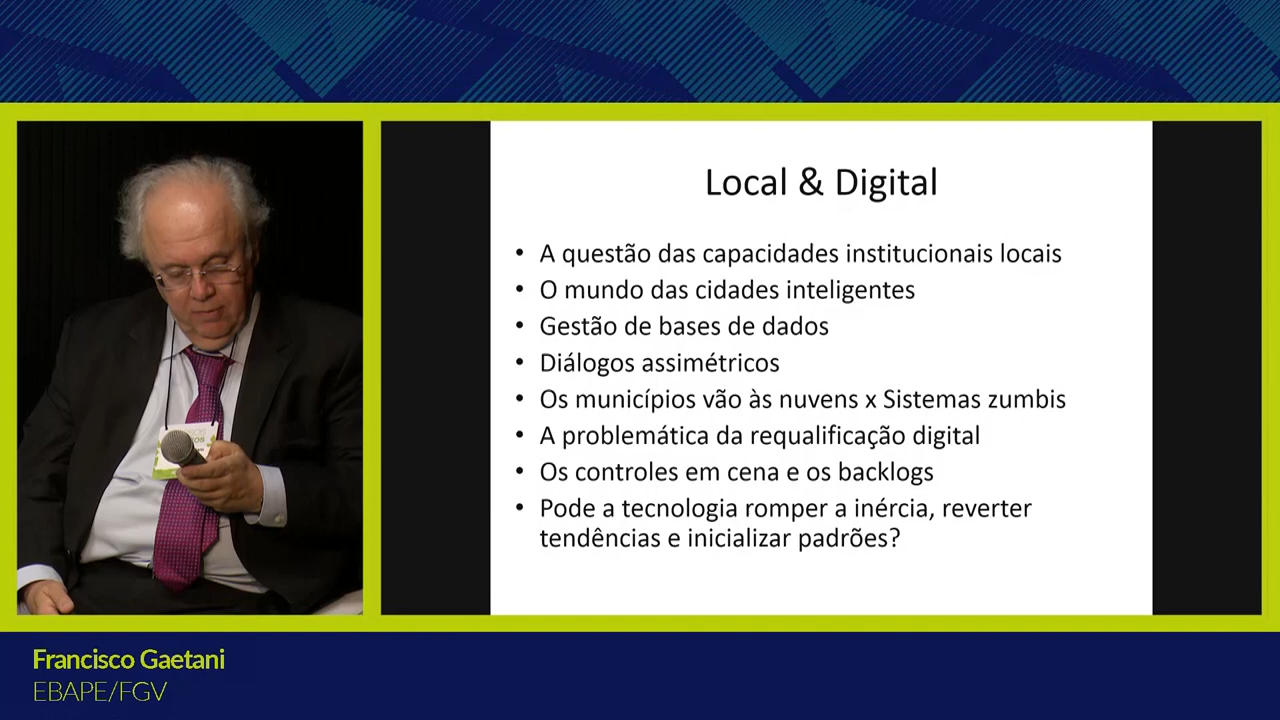 Local & Digital
• A questão das capacidades institucionais locais
• O mundo das cidades inteligentes
• Gestão de bases de dados
• Diálogos assimétricos
• Os municípios vão às nuvens x Sistemas zumbis
• A problemática da requalificação digital
• Os controles em cena e os backlogs
• Pode a tecnologia romper a inércia, reverter
tendências e inicializar padrões?
Francisco Gaetani
EBAPE/FGV